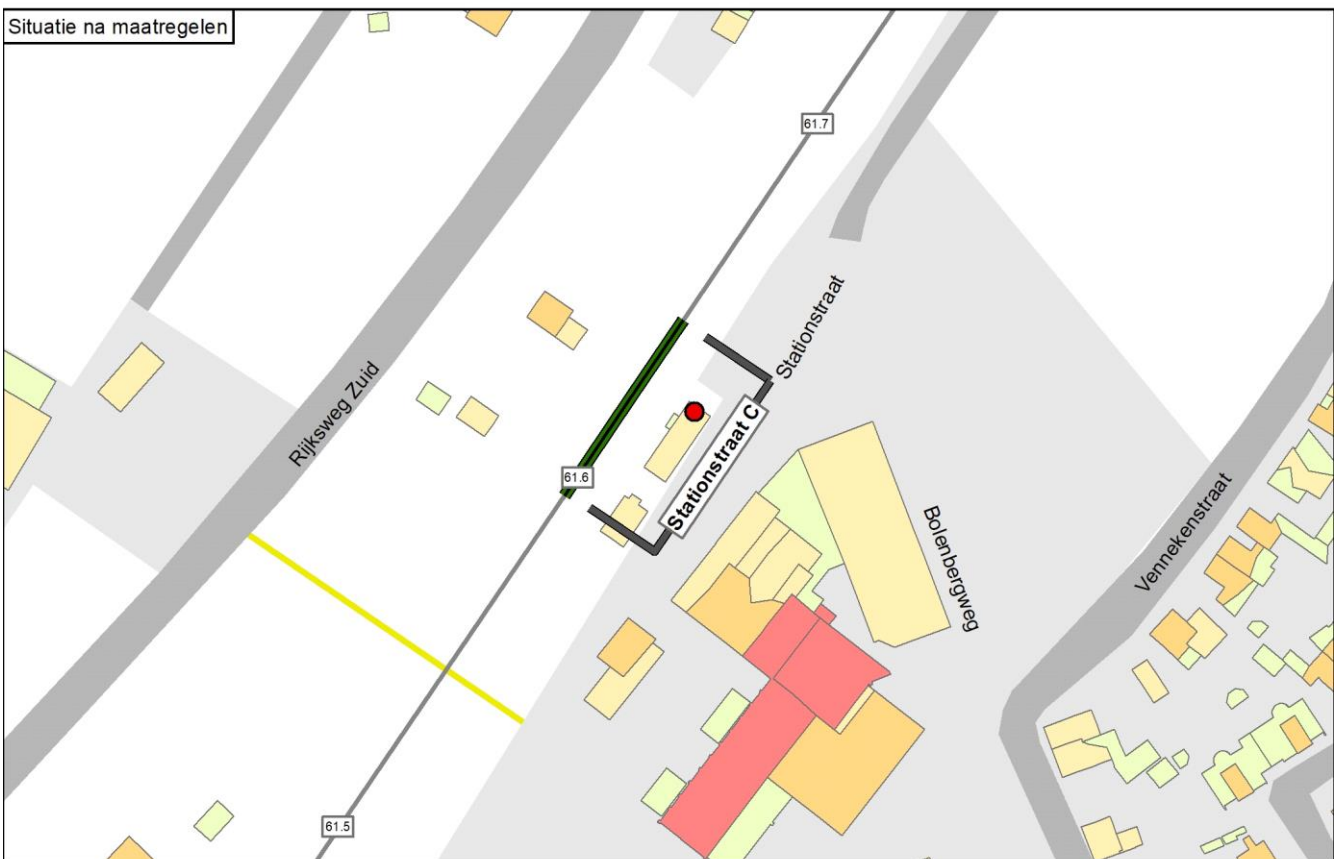 Situatie na maatregelen
61.7
Stationstraat
Rijksweg Zuid
61.6
Stationstraat C
Bolenbergweg
Vennekenstraat
61.5